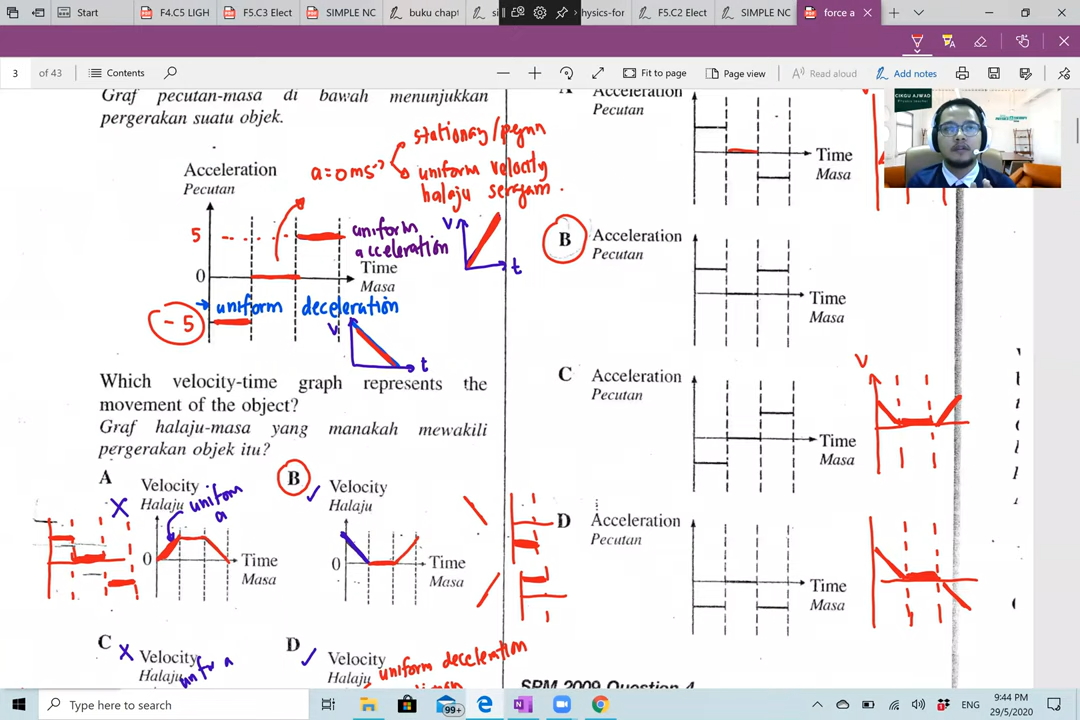 Start
F4.C5 LIGH
F5.C3 Elect
SIMPLE NC
buku chapt
si
hysics-for
F5.C2 Elect
SIMPLE NC
force a
3
of 43
Contents
Fit to page
Page view
Read aloud
Add notes
Graf pecutan-masa di bawah menunjukkan
pergerakan suatu objek.
Acceleration
Pecutan
5
0
- 5
Time
Masa
a = 0 ms⁻²
stationary/pegun
uniform velocity
halaju seragam.
uniform
acceleration
V
t
uniform deceleration
V
t
Which velocity-time graph represents the
movement of the object?
Graf halaju-masa yang manakah mewakili
pergerakan objek itu?
A
X
Velocity
Halaju
uniform
a
0
Time
Masa
B
Velocity
Halaju
0
Time
Masa
C
X
Velocity
Halaju
D
Velocity
Halaju
uniform deceleration
A
Acceleration
Pecutan
Time
Masa
B
Acceleration
Pecutan
Time
Masa
C
Acceleration
Pecutan
Time
Masa
V
D
Acceleration
Pecutan
Time
Masa
SPM 2009 Question 4
CIKGU AJWAD
Type here to search
99+
ENG
9:44 PM
29/5/2020